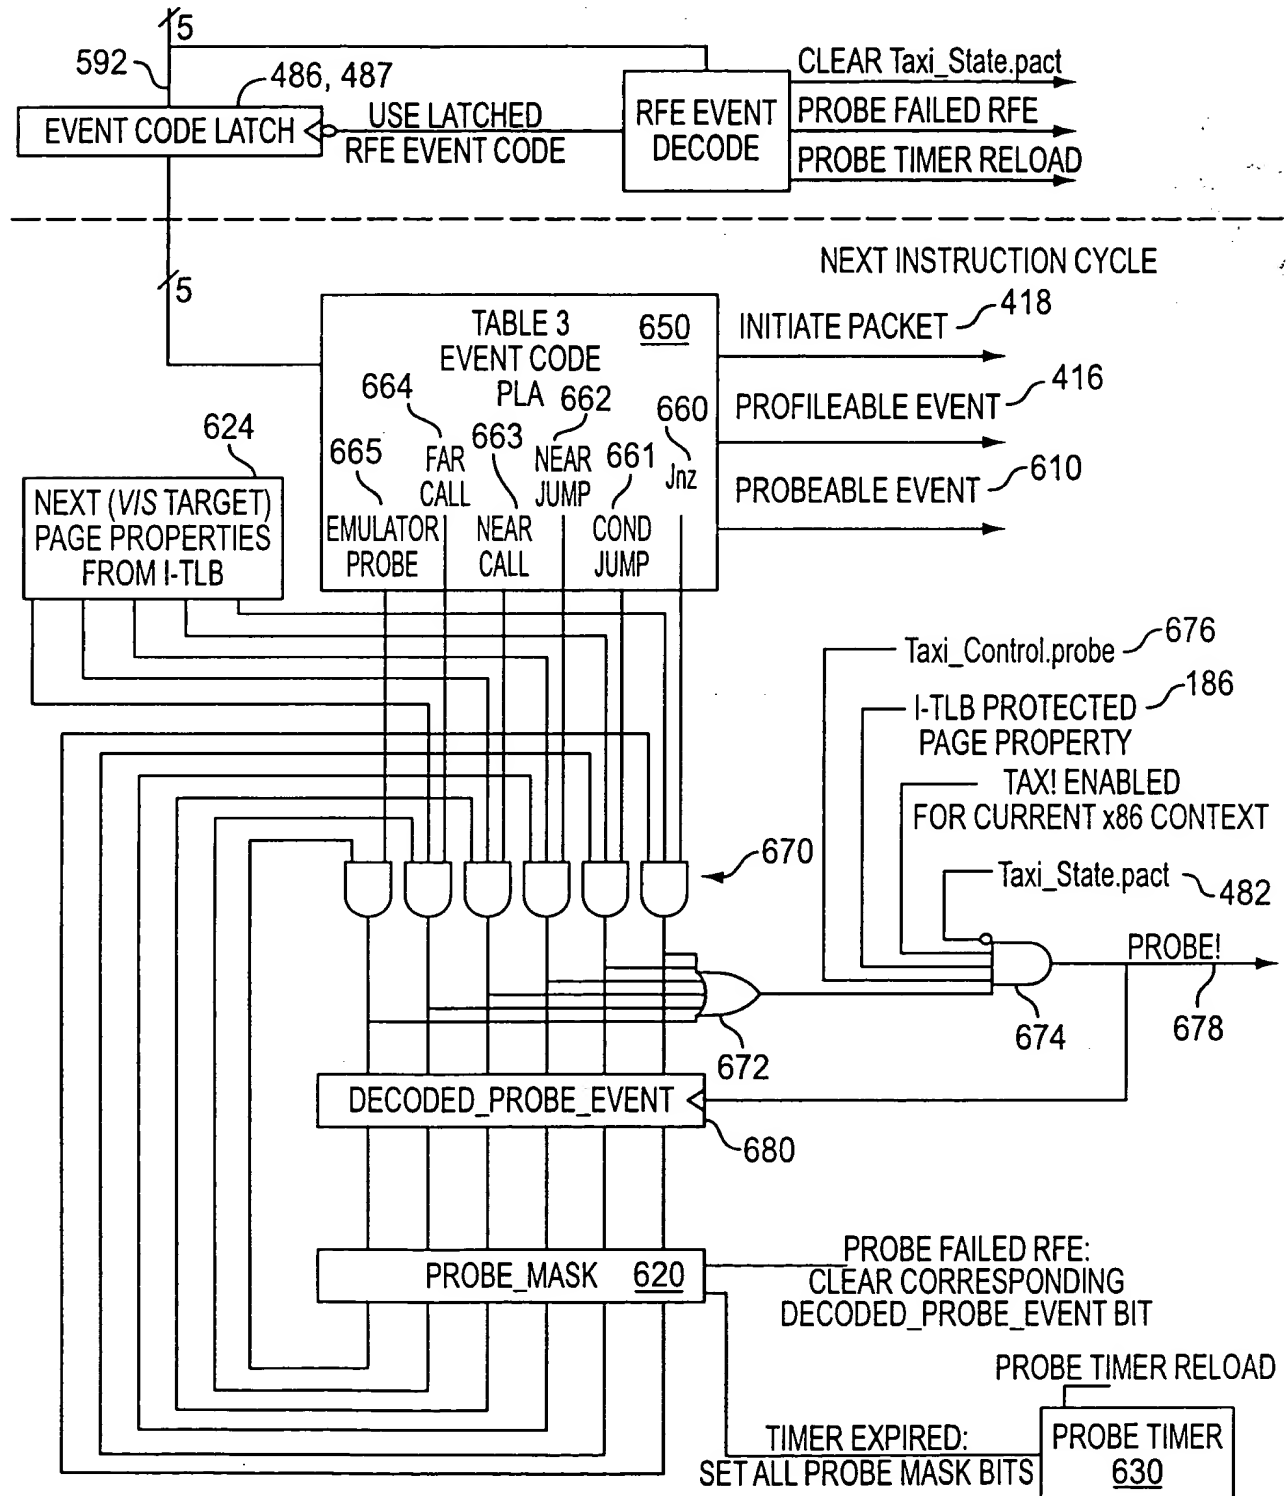 5
592
486, 487
EVENT CODE LATCH
USE LATCHED
RFE EVENT CODE
RFE EVENT
DECODE
CLEAR Taxi_State.pact
PROBE FAILED RFE
PROBE TIMER RELOAD
NEXT INSTRUCTION CYCLE
5
TABLE 3
EVENT CODE
PLA
650
INITIATE PACKET
418
PROFILEABLE EVENT
416
PROBEABLE EVENT
610
624
NEXT (V/S TARGET)
PAGE PROPERTIES
FROM I-TLB
665
EMULATOR
PROBE
664
FAR
CALL
663
NEAR
CALL
662
NEAR
JUMP
661
COND
JUMP
660
Jnz
Taxi_Control.probe
676
I-TLB PROTECTED
PAGE PROPERTY
186
TAX! ENABLED
FOR CURRENT x86 CONTEXT
Taxi_State.pact
482
670
PROBE!
672
674
678
DECODED_PROBE_EVENT
680
PROBE_MASK 620
PROBE FAILED RFE:
CLEAR CORRESPONDING
DECODED_PROBE_EVENT BIT
PROBE TIMER RELOAD
TIMER EXPIRED:
SET ALL PROBE MASK BITS
PROBE TIMER
630